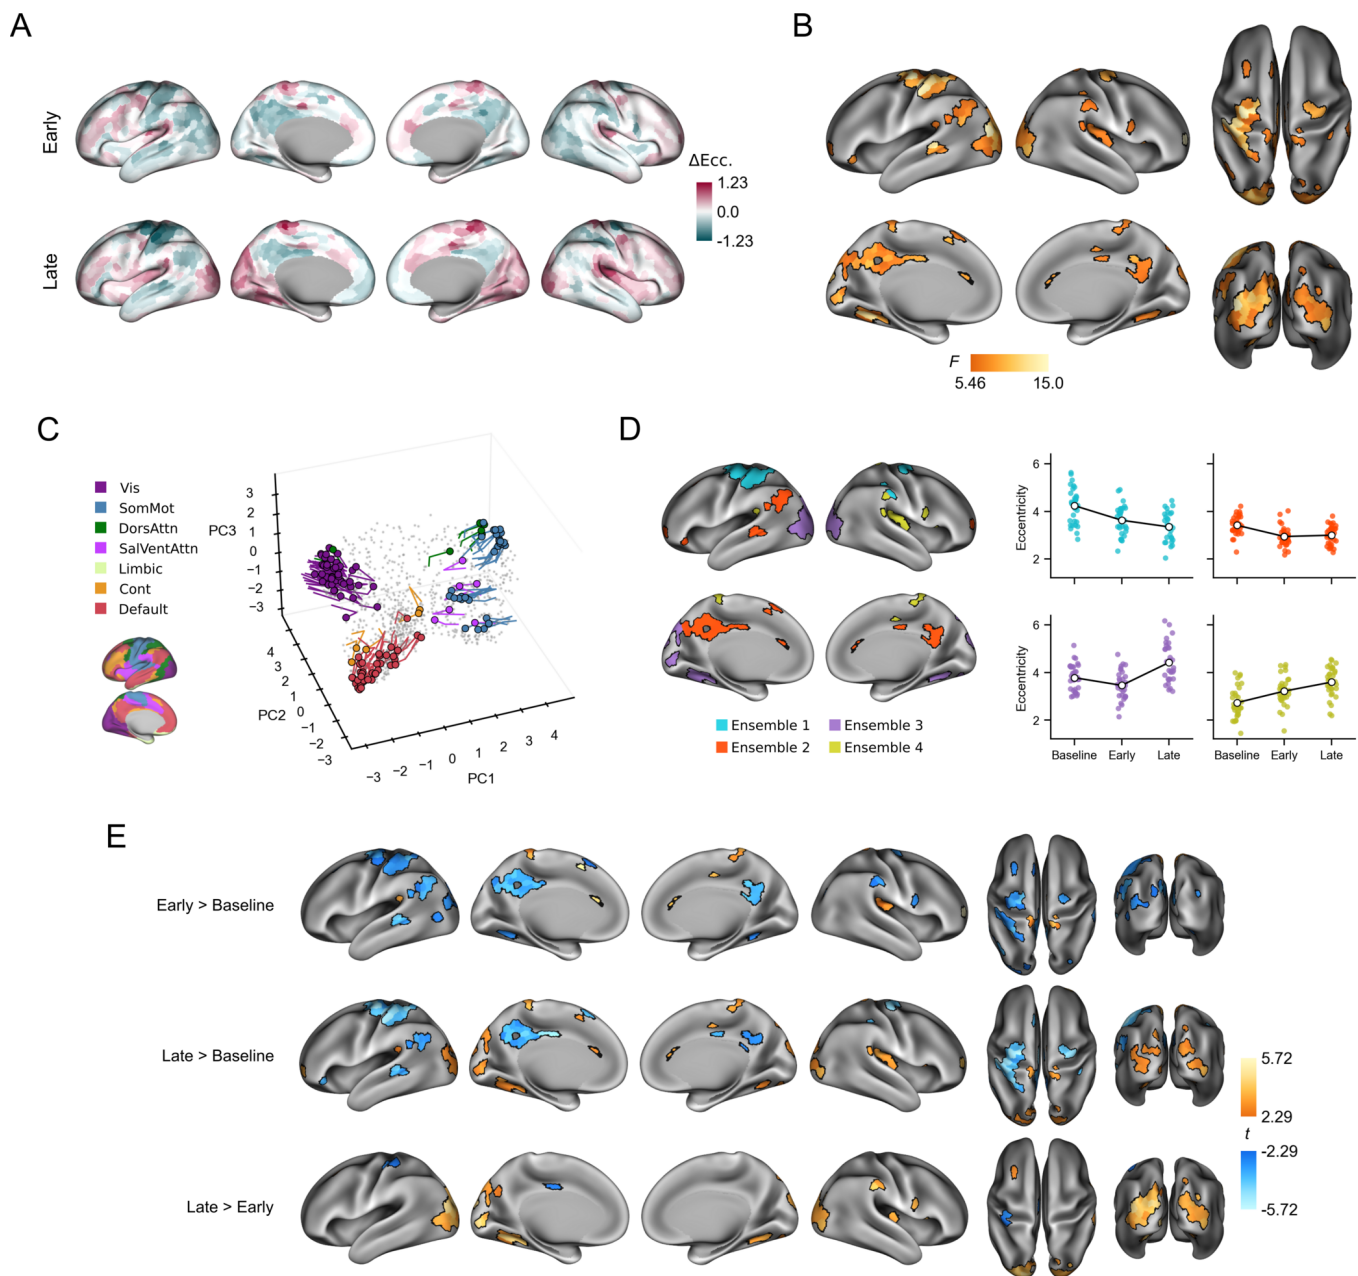 A
Early
Late
ΔEcc.
1.23
0.0
-1.23
B
F
5.46 15.0
C
Vis
SomMot
DorsAttn
SalVentAttn
Limbic
Cont
Default
PC3
3
2
1
0
−1
−2
−3
PC2
4
3
2
1
0
−1
−2
−3
−3 −2 −1 0 1 2 3 4
PC1
D
Ensemble 1 Ensemble 3
Ensemble 2 Ensemble 4
Eccentricity
6
4
2
Eccentricity
6
4
2
Baseline Early Late
Baseline Early Late
E
Early > Baseline
Late > Baseline
Late > Early
5.72
2.29
t
-2.29
-5.72